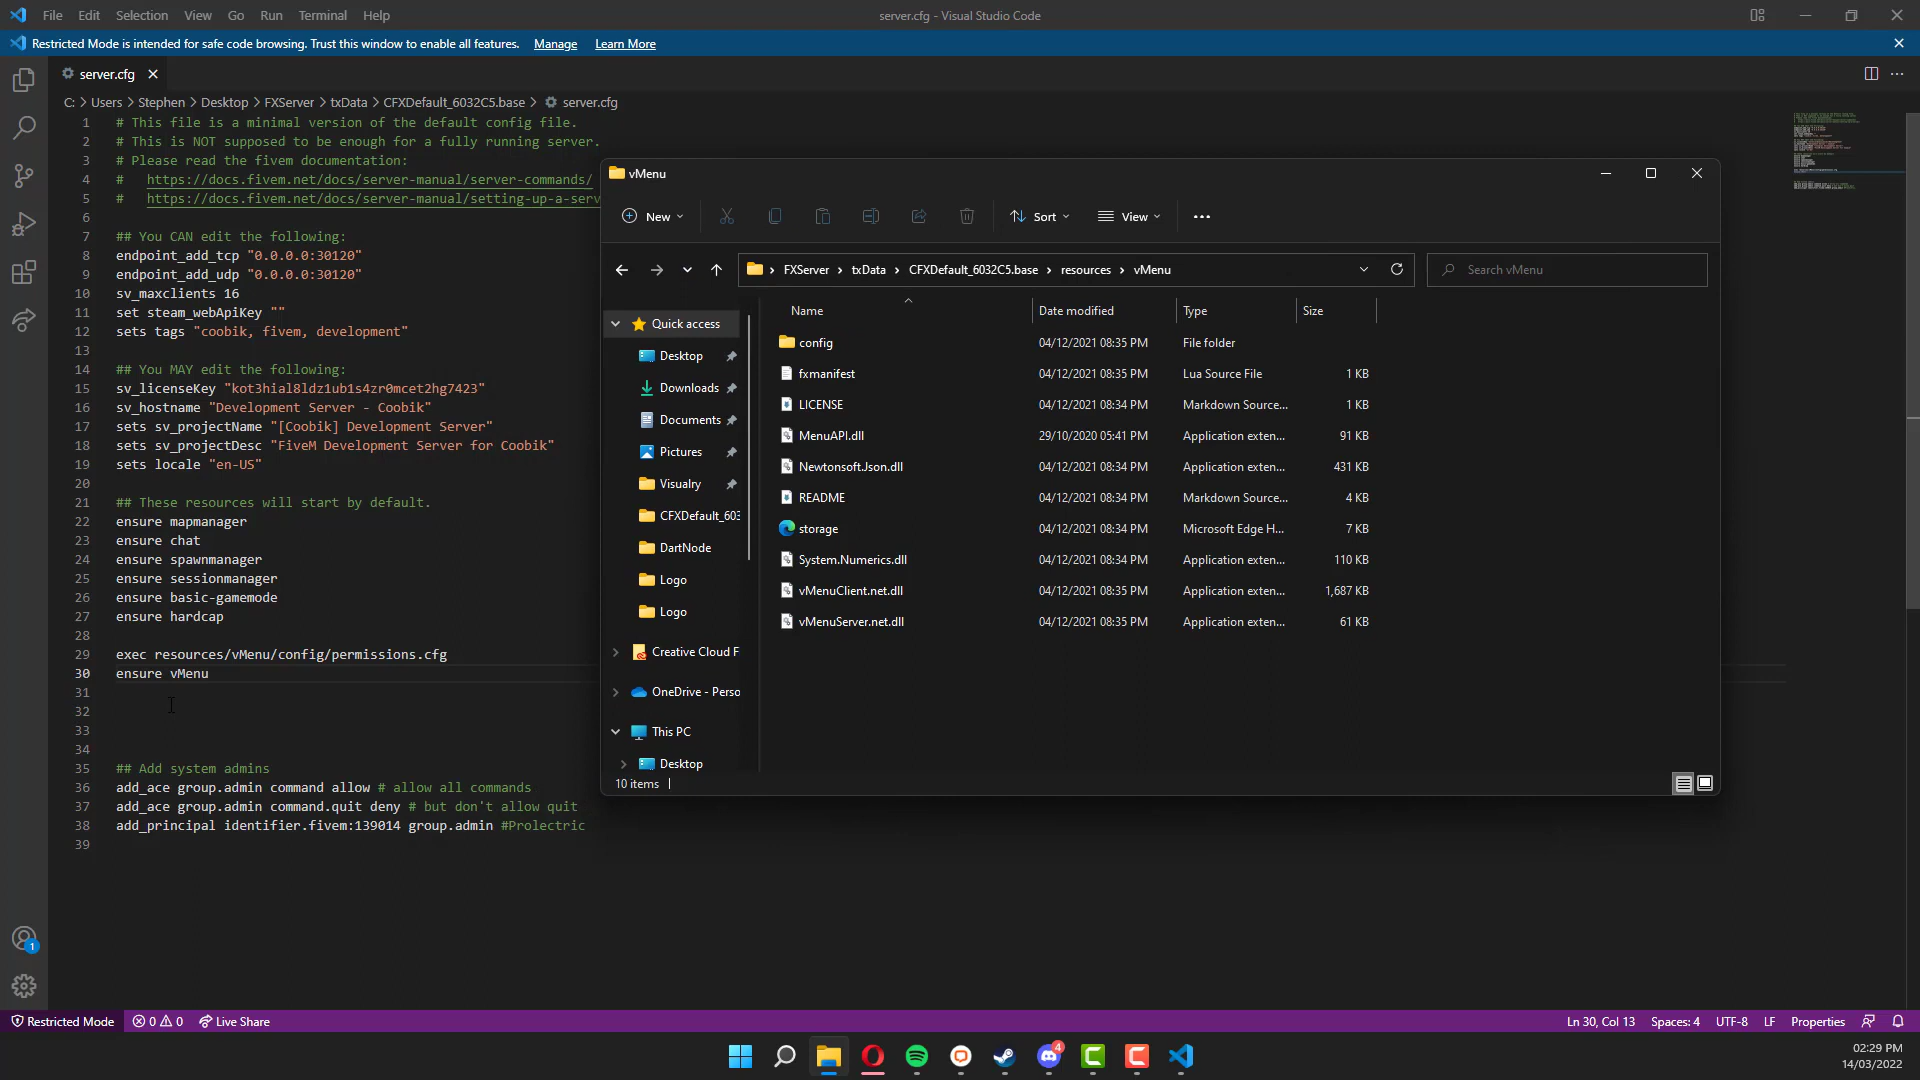 File Edit Selection View Go Run Terminal Help
server.cfg - Visual Studio Code
Restricted Mode is intended for safe code browsing. Trust this window to enable all features. Manage Learn More
server.cfg
C: > Users > Stephen > Desktop > FXServer > txData > CFXDefault_6032C5.base > server.cfg
1 # This file is a minimal version of the default config file.
2 # This is NOT supposed to be enough for a fully running server.
3 # Please read the fivem documentation:
4 # https://docs.fivem.net/docs/server-manual/server-commands/
5 # https://docs.fivem.net/docs/server-manual/setting-up-a-serv
6
7 ## You CAN edit the following:
8 endpoint_add_tcp "0.0.0.0:30120"
9 endpoint_add_udp "0.0.0.0:30120"
10 sv_maxclients 16
11 set steam_webApiKey ""
12 sets tags "coobik, fivem, development"
13
14 ## You MAY edit the following:
15 sv_licenseKey "kot3hial8ldz1ub1s4zr0mcet2hg7423"
16 sv_hostname "Development Server - Coobik"
17 sets sv_projectName "[Coobik] Development Server"
18 sets sv_projectDesc "FiveM Development Server for Coobik"
19 sets locale "en-US"
20
21 ## These resources will start by default.
22 ensure mapmanager
23 ensure chat
24 ensure spawnmanager
25 ensure sessionmanager
26 ensure basic-gamemode
27 ensure hardcap
28
29 exec resources/vMenu/config/permissions.cfg
30 ensure vMenu
31
32
33
34
35 ## Add system admins
36 add_ace group.admin command allow # allow all commands
37 add_ace group.admin command.quit deny # but don't allow quit
38 add_principal identifier.fivem:139014 group.admin #Prolectric
39
vMenu
New Sort View
FXServer > txData > CFXDefault_6032C5.base > resources > vMenu
Search vMenu
Name Date modified Type Size
Quick access
Desktop
Downloads
Documents
Pictures
Visualry
CFXDefault_603
DartNode
Logo
Logo
Creative Cloud F
OneDrive - Perso
This PC
Desktop
config 04/12/2021 08:35 PM File folder
fxmanifest 04/12/2021 08:35 PM Lua Source File 1 KB
LICENSE 04/12/2021 08:34 PM Markdown Source... 1 KB
MenuAPI.dll 29/10/2020 05:41 PM Application exten... 91 KB
Newtonsoft.Json.dll 04/12/2021 08:34 PM Application exten... 431 KB
README 04/12/2021 08:34 PM Markdown Source... 4 KB
storage 04/12/2021 08:34 PM Microsoft Edge H... 7 KB
System.Numerics.dll 04/12/2021 08:34 PM Application exten... 110 KB
vMenuClient.net.dll 04/12/2021 08:35 PM Application exten... 1,687 KB
vMenuServer.net.dll 04/12/2021 08:35 PM Application exten... 61 KB
10 items
1
Restricted Mode 0 0 Live Share
Ln 30, Col 13 Spaces: 4 UTF-8 LF Properties
4
02:29 PM
14/03/2022